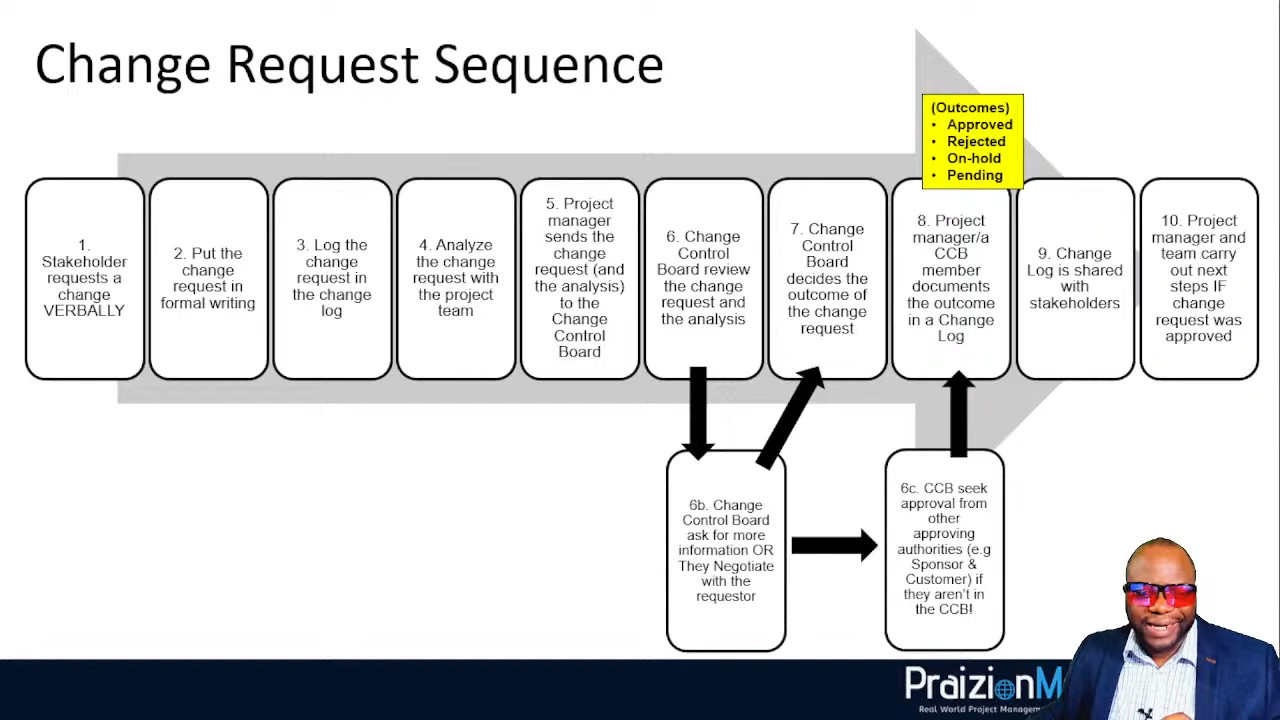 Change Request Sequence
(Outcomes)
• Approved
• Rejected
• On-hold
• Pending
1.
Stakeholder
requests a
change
VERBALLY
2. Put the
change
request in
formal writing
3. Log the
change
request in
the change
log
4. Analyze
the change
request with
the project
team
5. Project
manager
sends the
change
request (and
the analysis)
to the
Change
Control
Board
6. Change
Control
Board review
the change
request and
the analysis
7. Change
Control
Board
decides the
outcome of
the change
request
8. Project
manager/a
CCB
member
documents
the outcome
in a Change
Log
9. Change
Log is shared
with
stakeholders
10. Project
manager and
team carry
out next
steps IF
change
request was
approved
6b. Change
Control Board
ask for more
information OR
They Negotiate
with the
requestor
6c. CCB seek
approval from
other
approving
authorities (e.g
Sponsor &
Customer) if
they aren't in
the CCB!
PraizionM
Real World Project Managem